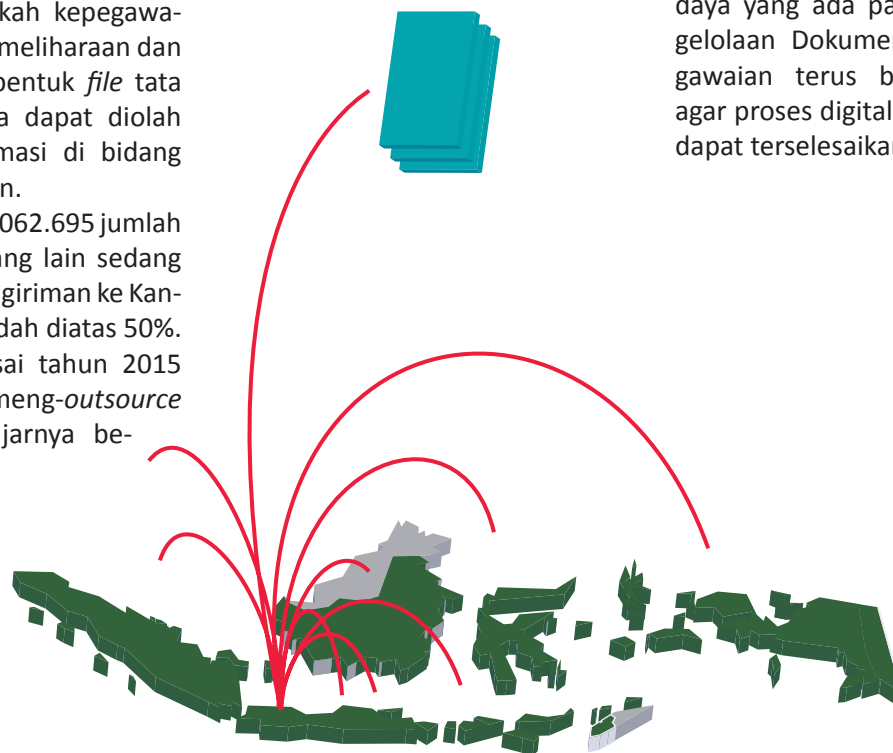 kah kepegawa-
meliharaan dan
bentuk file tata
a dapat diolah
masi di bidang
n.
062.695 jumlah
ang lain sedang
giriman ke Kan-
dah diatas 50%.
sai tahun 2015
meng-outsource
jarnya be-
daya yang ada pa
gelolaan Dokume
gawaian terus b
agar proses digital
dapat terselesaikan